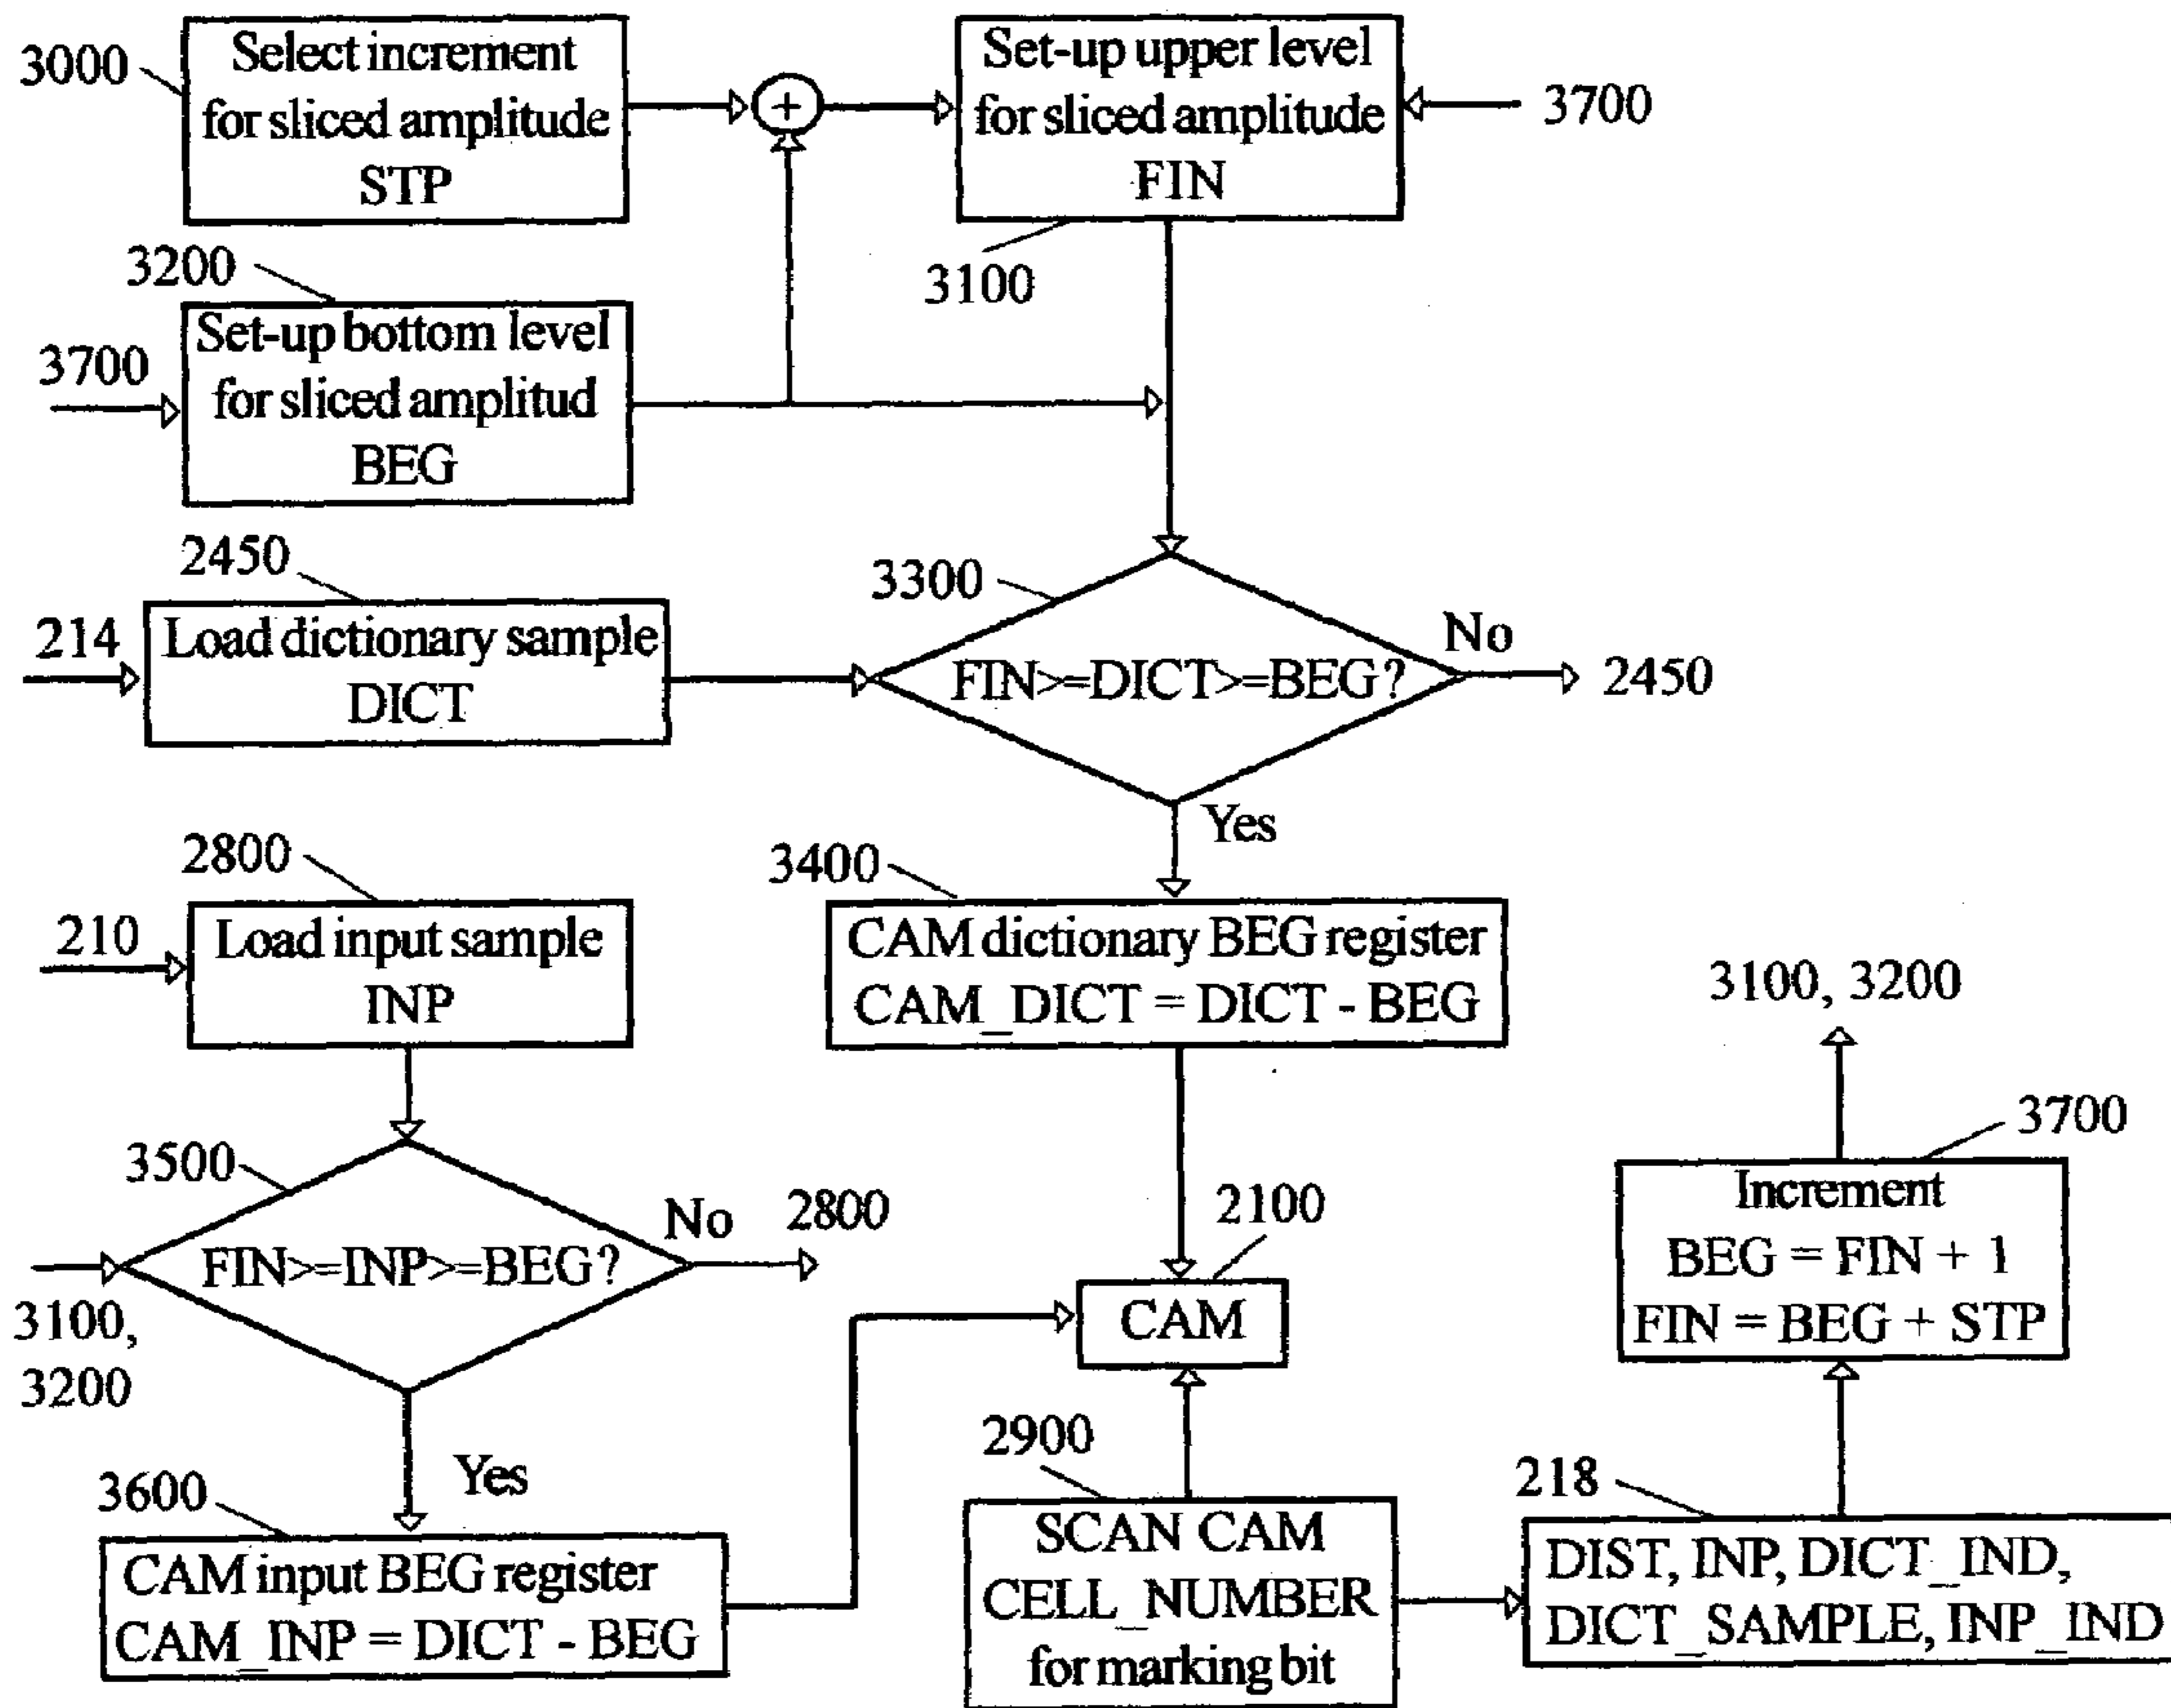 3000
Select increment
for sliced amplitude
STP
+
Set-up upper level
for sliced amplitude
FIN
3700
3100
3200
3700
Set-up bottom level
for sliced amplitud
BEG
2450
214
Load dictionary sample
DICT
3300
FIN>=DICT>=BEG?
No
2450
Yes
2800
210
Load input sample
INP
3400
CAM dictionary BEG register
CAM_DICT = DICT - BEG
3100, 3200
3500
FIN>=INP>=BEG?
No
2800
3100,
3200
Yes
2100
CAM
3700
Increment
BEG = FIN + 1
FIN = BEG + STP
3600
CAM input BEG register
CAM_INP = DICT - BEG
2900
SCAN CAM
CELL_NUMBER
for marking bit
218
DIST, INP, DICT_IND,
DICT_SAMPLE, INP_IND